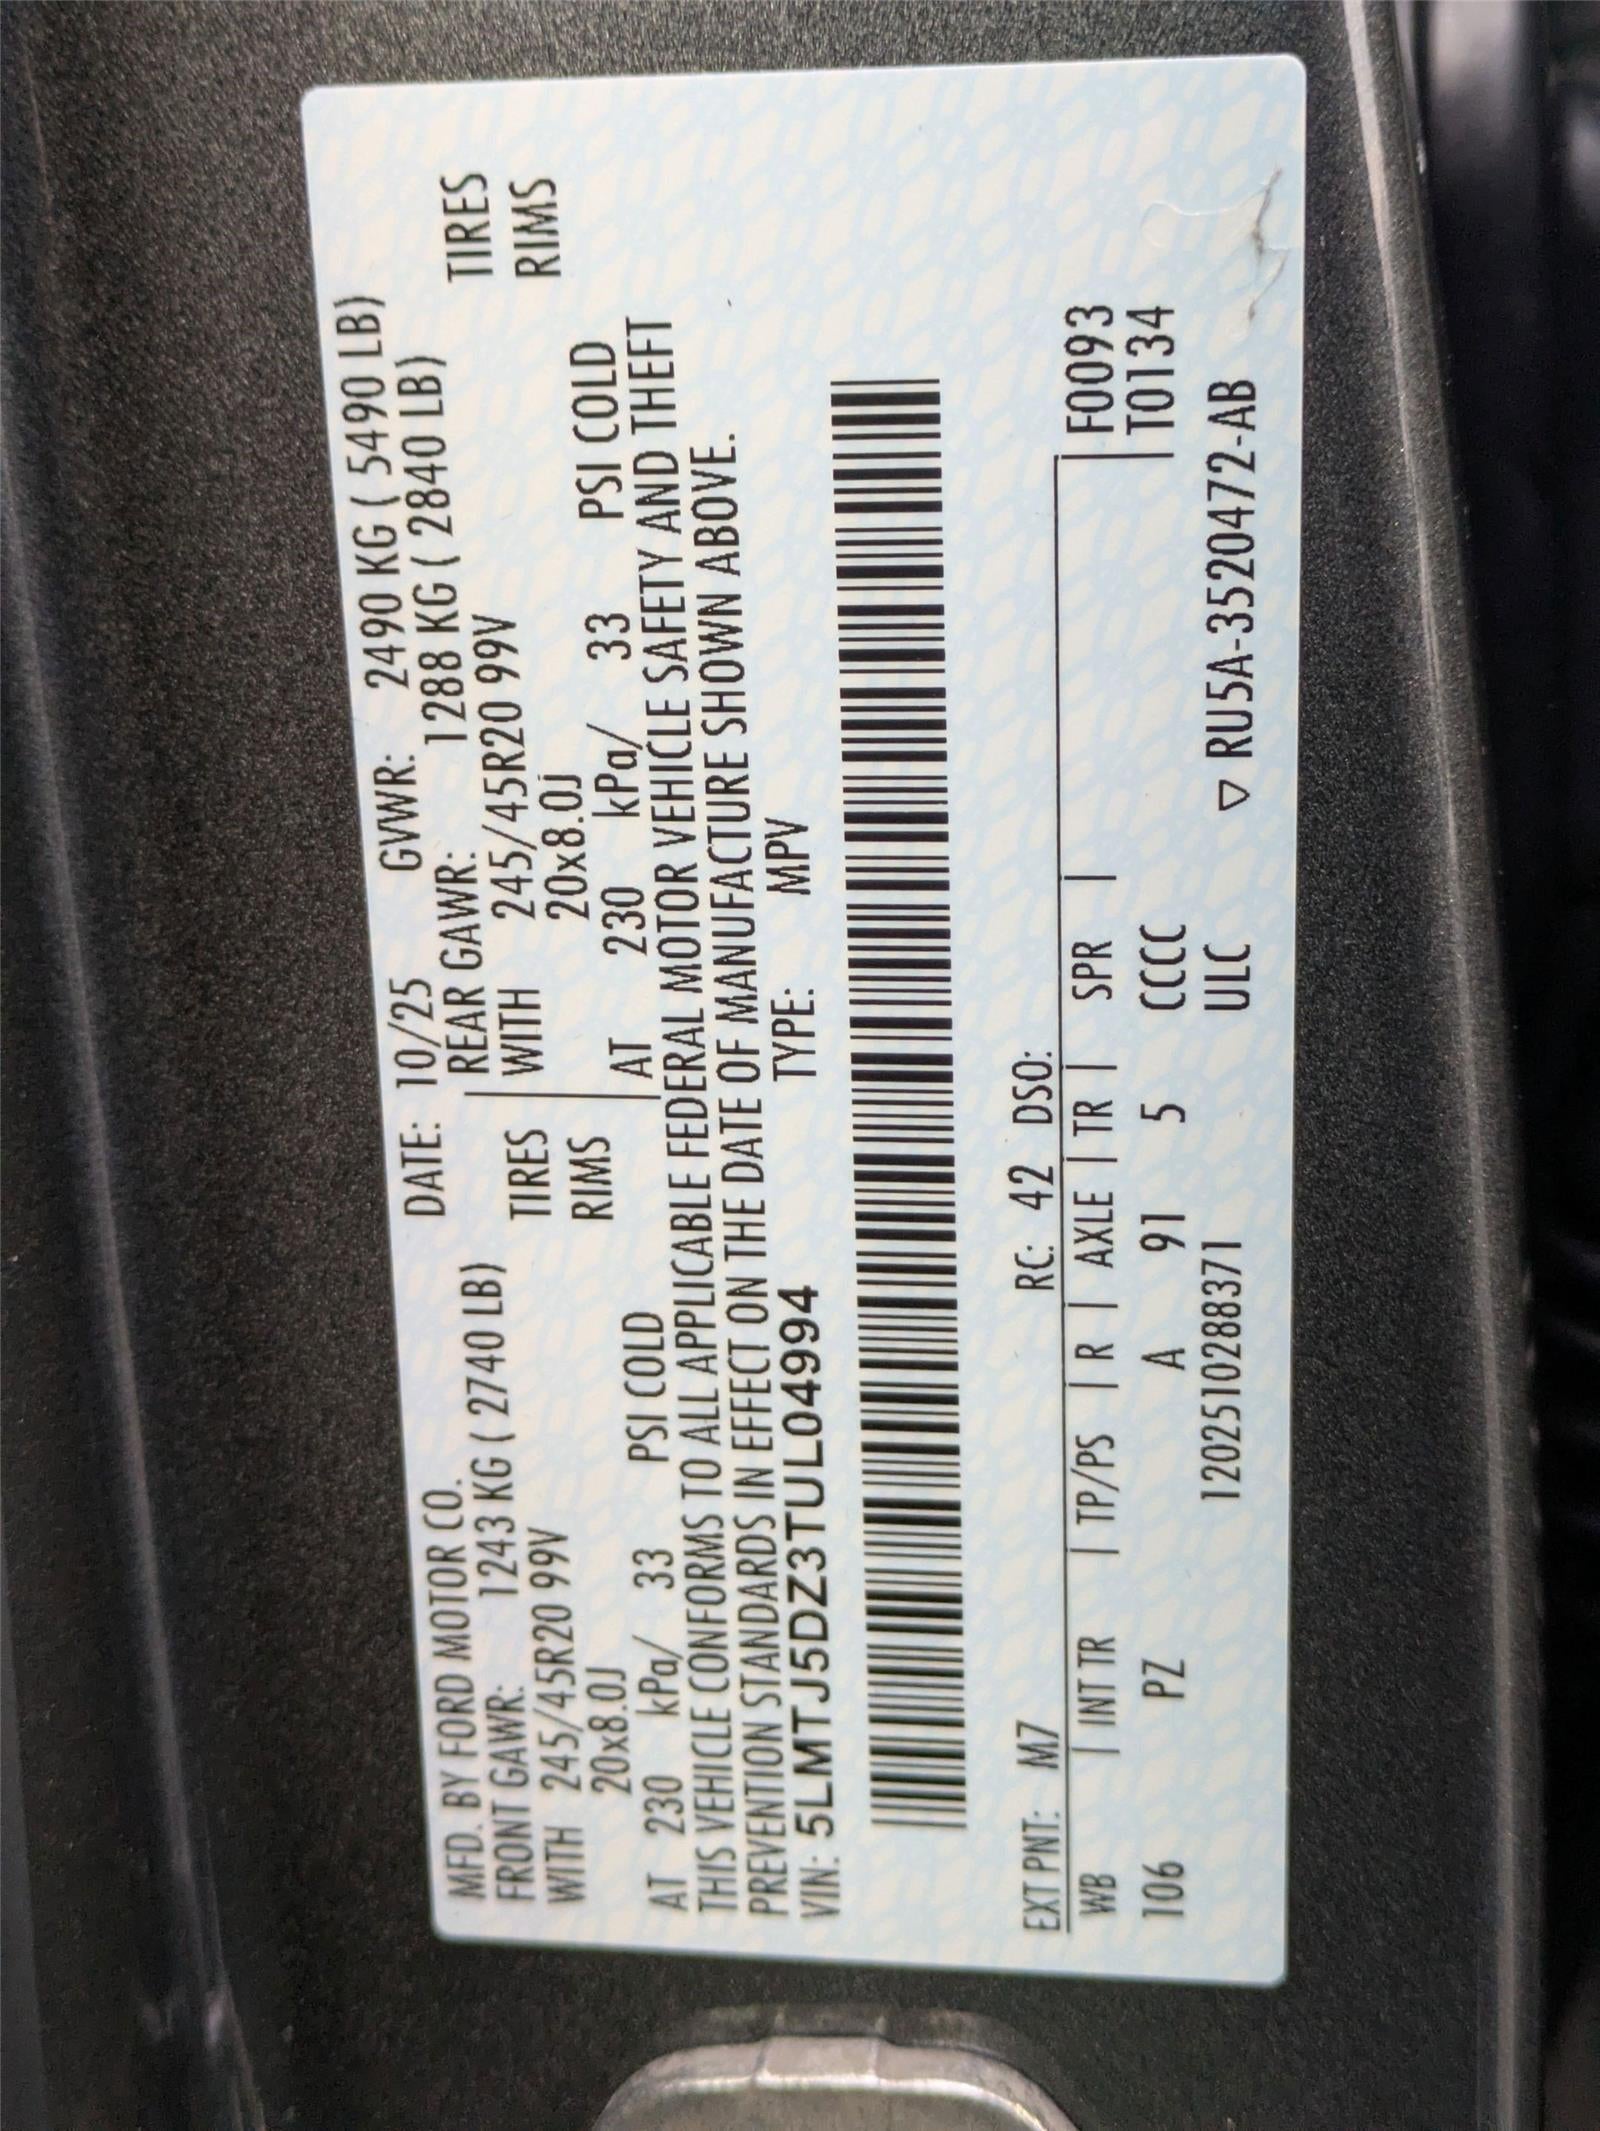 MFD. BY FORD MOTOR CO. DATE: 10/25 GVWR: 2490 KG ( 5490 LB)
FRONT GAWR: 1243 KG ( 2740 LB) REAR GAWR: 1288 KG ( 2840 LB)
WITH 245/45R20 99V TIRES WITH 245/45R20 99V TIRES
20x8.0J RIMS 20x8.0J RIMS
AT 230 kPa/ 33 PSI COLD AT 230 kPa/ 33 PSI COLD
THIS VEHICLE CONFORMS TO ALL APPLICABLE FEDERAL MOTOR VEHICLE SAFETY AND THEFT
PREVENTION STANDARDS IN EFFECT ON THE DATE OF MANUFACTURE SHOWN ABOVE.
VIN: 5LMTJ5DZ3TUL04994 TYPE: MPV
EXT PNT: M7 RC: 42 DSO:
WB | INT TR | TP/PS | R | AXLE | TR | SPR | F0093
106 PZ A 91 5 CCCC T0134
120251028371 ULC ▽ RU5A-3520472-AB